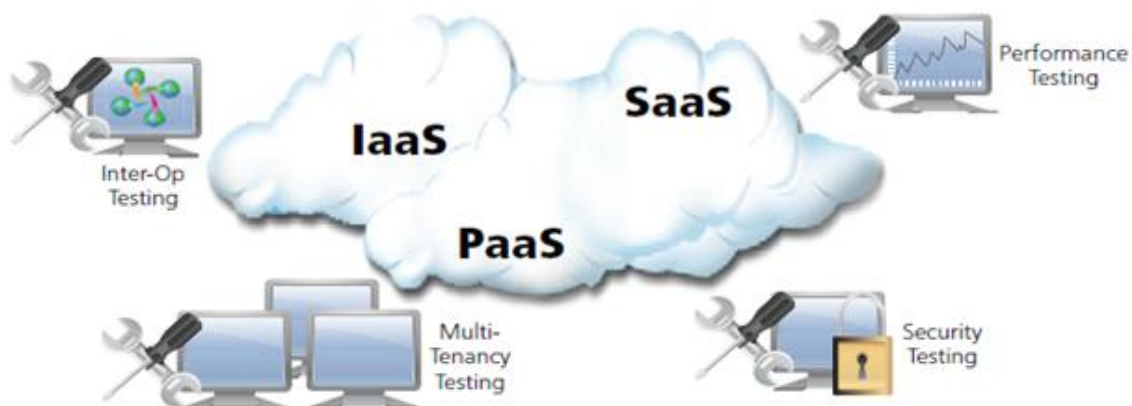 IaaS
SaaS
PaaS
Performance
Testing
Inter-Op
Testing
Multi-
Tenancy
Testing
Security
Testing